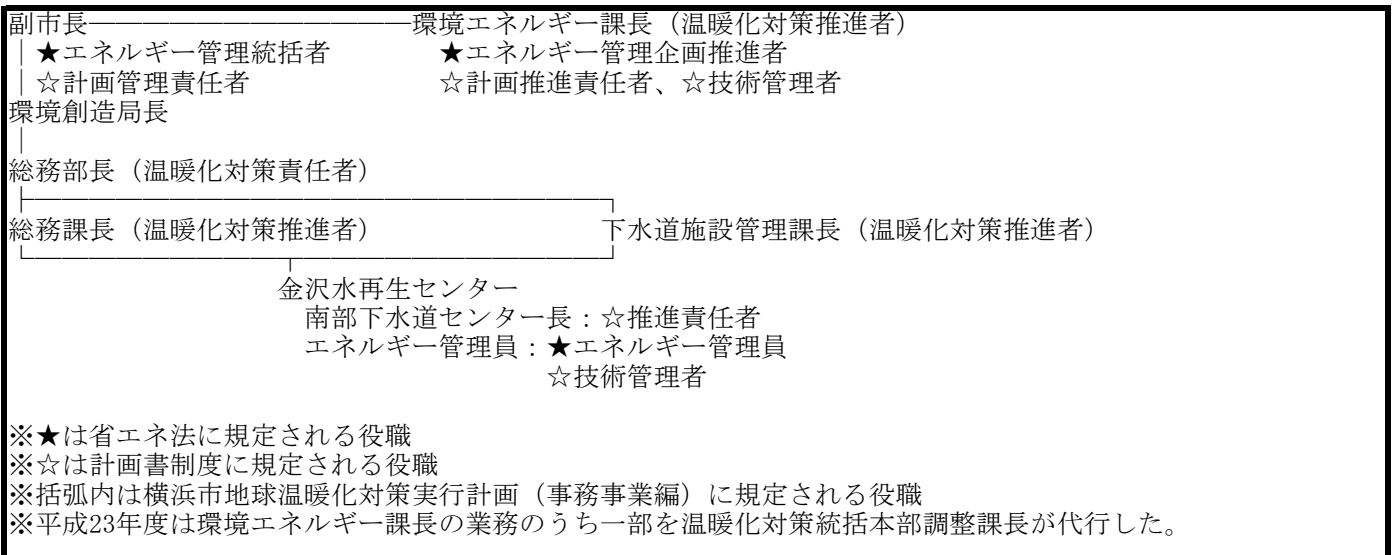 副市長――――――――――――環境エネルギー課長（温暖化対策推進者）
｜★エネルギー管理統括者　　　　★エネルギー管理企画推進者
｜☆計画管理責任者　　　　　　　☆計画推進責任者、☆技術管理者
環境創造局長
｜
総務部長（温暖化対策責任者）
├――――――――――――――――――――――┐
総務課長（温暖化対策推進者）　　　　　　　　　下水道施設管理課長（温暖化対策推進者）
└――――――――――┬―――――――――――┘
金沢水再生センター
南部下水道センター長：☆推進責任者
エネルギー管理員：★エネルギー管理員
☆技術管理者
※★は省エネ法に規定される役職
※☆は計画書制度に規定される役職
※括弧内は横浜市地球温暖化対策実行計画（事務事業編）に規定される役職
※平成23年度は環境エネルギー課長の業務のうち一部を温暖化対策統括本部調整課長が代行した。